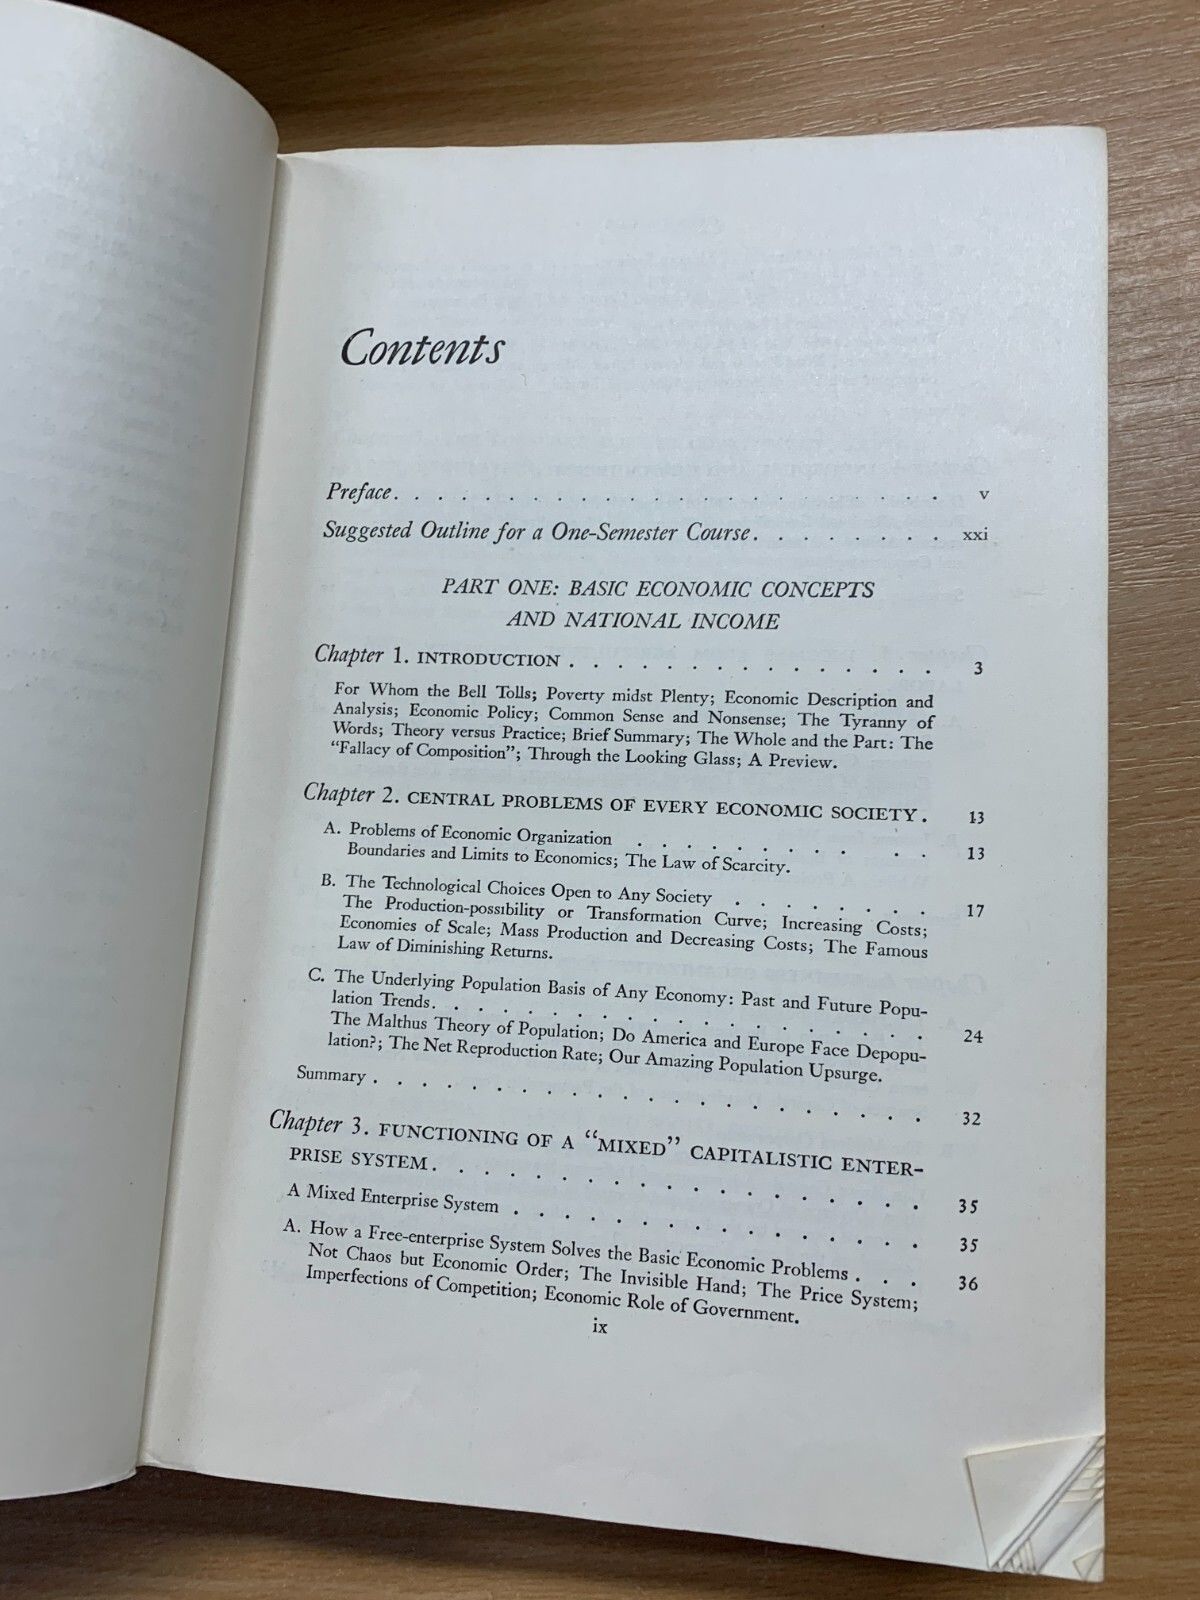 Contents
Preface. . . . . . . . . . . . . . . . . . . . . v
Suggested Outline for a One-Semester Course. . . . . . . . xxi
PART ONE: BASIC ECONOMIC CONCEPTS
AND NATIONAL INCOME
Chapter 1. INTRODUCTION . . . . . . . . . . . . . . 3
For Whom the Bell Tolls; Poverty midst Plenty; Economic Description and
Analysis; Economic Policy; Common Sense and Nonsense; The Tyranny of
Words; Theory versus Practice; Brief Summary; The Whole and the Part: The
“Fallacy of Composition”; Through the Looking Glass; A Preview.
Chapter 2. CENTRAL PROBLEMS OF EVERY ECONOMIC SOCIETY. 13
A. Problems of Economic Organization . . . . . . . . . . 13
Boundaries and Limits to Economics; The Law of Scarcity.
B. The Technological Choices Open to Any Society . . . . . . . . 17
The Production-possibility or Transformation Curve; Increasing Costs;
Economies of Scale; Mass Production and Decreasing Costs; The Famous
Law of Diminishing Returns.
C. The Underlying Population Basis of Any Economy: Past and Future Popu-
lation Trends. . . . . . . . . . . . . . . . . . . . 24
The Malthus Theory of Population; Do America and Europe Face Depopu-
lation?; The Net Reproduction Rate; Our Amazing Population Upsurge.
Summary . . . . . . . . . . . . . . . . . . . . . 32
Chapter 3. FUNCTIONING OF A “MIXED” CAPITALISTIC ENTER-
PRISE SYSTEM. . . . . . . . . . . . . . . . . . . 35
A Mixed Enterprise System . . . . . . . . . . . . . . . 35
A. How a Free-enterprise System Solves the Basic Economic Problems . . . 36
Not Chaos but Economic Order; The Invisible Hand; The Price System;
Imperfections of Competition; Economic Role of Government.
ix